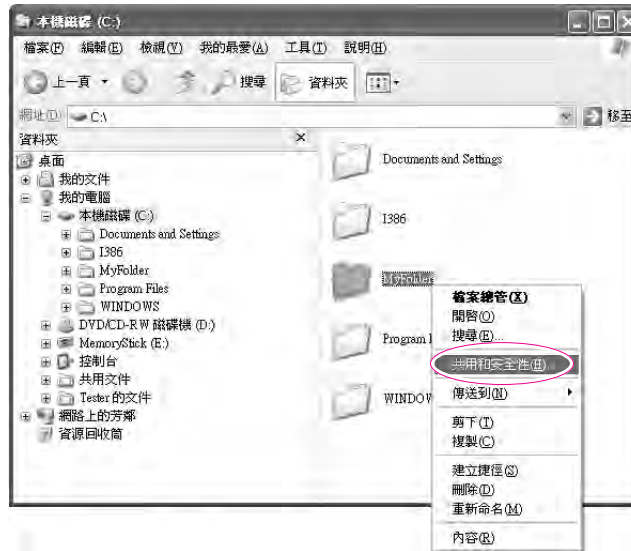 本機磁碟 (C:)
檔案(F) 編輯(E) 檢視(V) 我的最愛(A) 工具(T) 說明(H)
上一頁 搜尋 資料夾
網址(D) C:\ 移至
資料夾
桌面
我的文件
我的電腦
本機磁碟 (C:)
Documents and Settings
I386
MyFolder
Program Files
WINDOWS
DVD/CD-RW 磁碟機 (D:)
MemoryStick (E:)
控制台
共用文件
Tester 的文件
網路上的芳鄰
資源回收筒
Documents and Settings
I386
MyFolder
Program
WINDOW
檔案總管(X)
開啓(O)
搜尋(E)...
共用和安全性(H)...
傳送到(N)
剪下(T)
複製(C)
建立捷徑(S)
刪除(D)
重新命名(M)
內容(R)